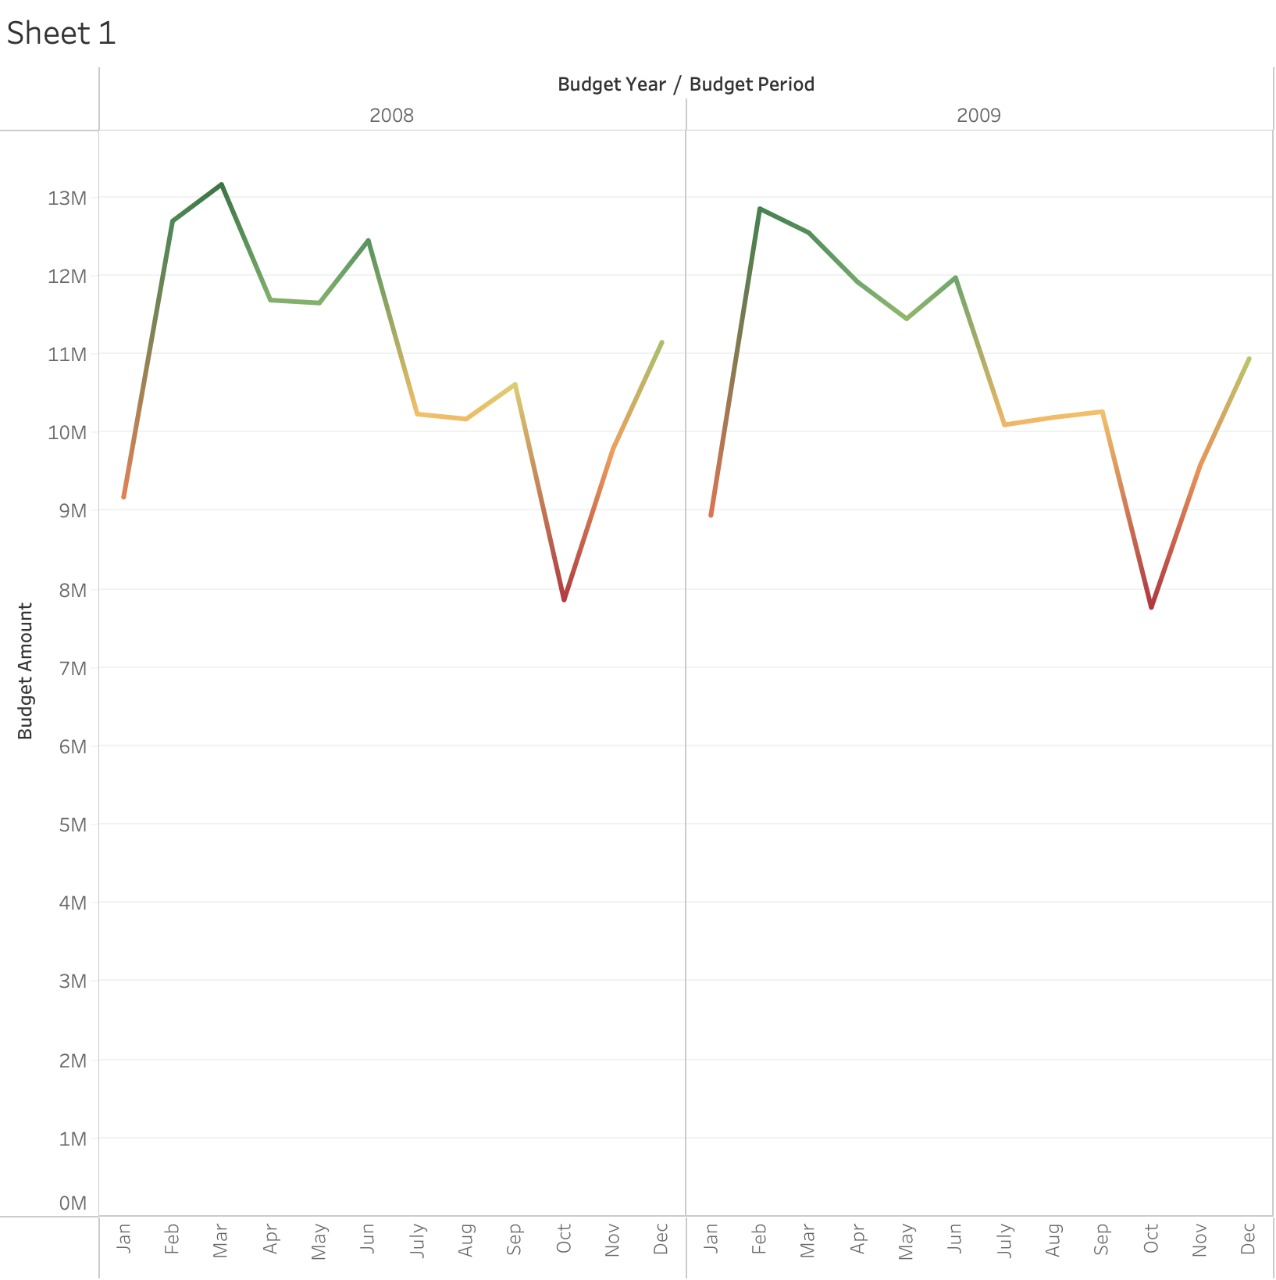 Sheet 1
Budget Year / Budget Period
2008 2009
13M
12M
11M
10M
9M
8M
7M
6M
5M
4M
3M
2M
1M
0M
Budget Amount
Jan Feb Mar Apr May Jun July Aug Sep Oct Nov Dec Jan Feb Mar Apr May Jun July Aug Sep Oct Nov Dec